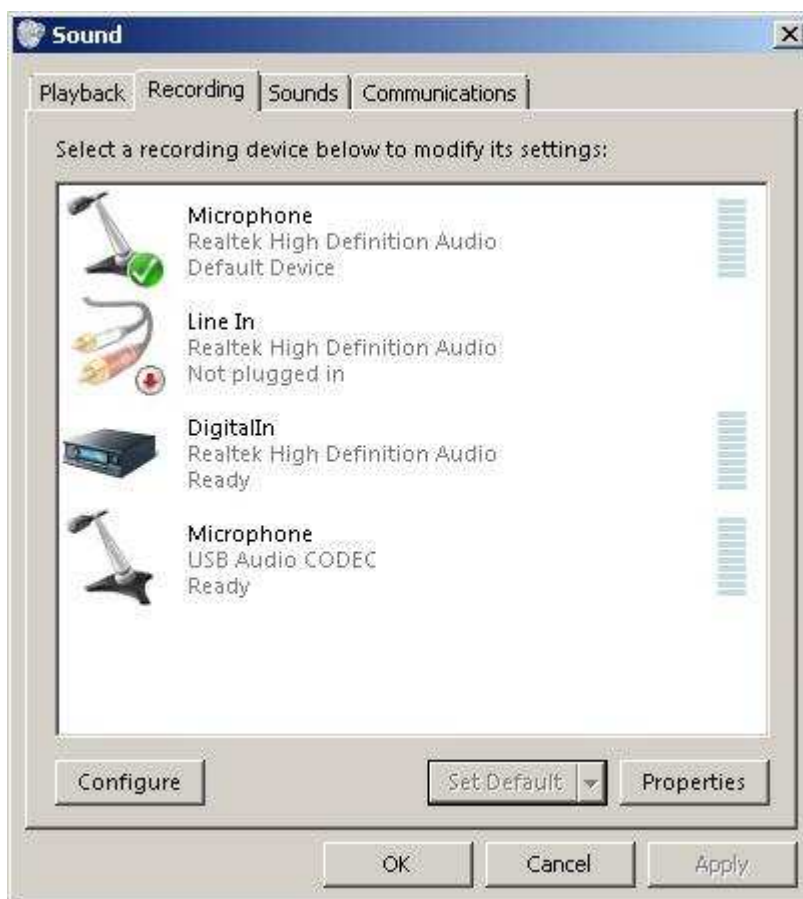 Sound
Playback Recording Sounds Communications
Select a recording device below to modify its settings:
Microphone
Realtek High Definition Audio
Default Device
Line In
Realtek High Definition Audio
Not plugged in
DigitalIn
Realtek High Definition Audio
Ready
Microphone
USB Audio CODEC
Ready
Configure Set Default Properties
OK Cancel Apply